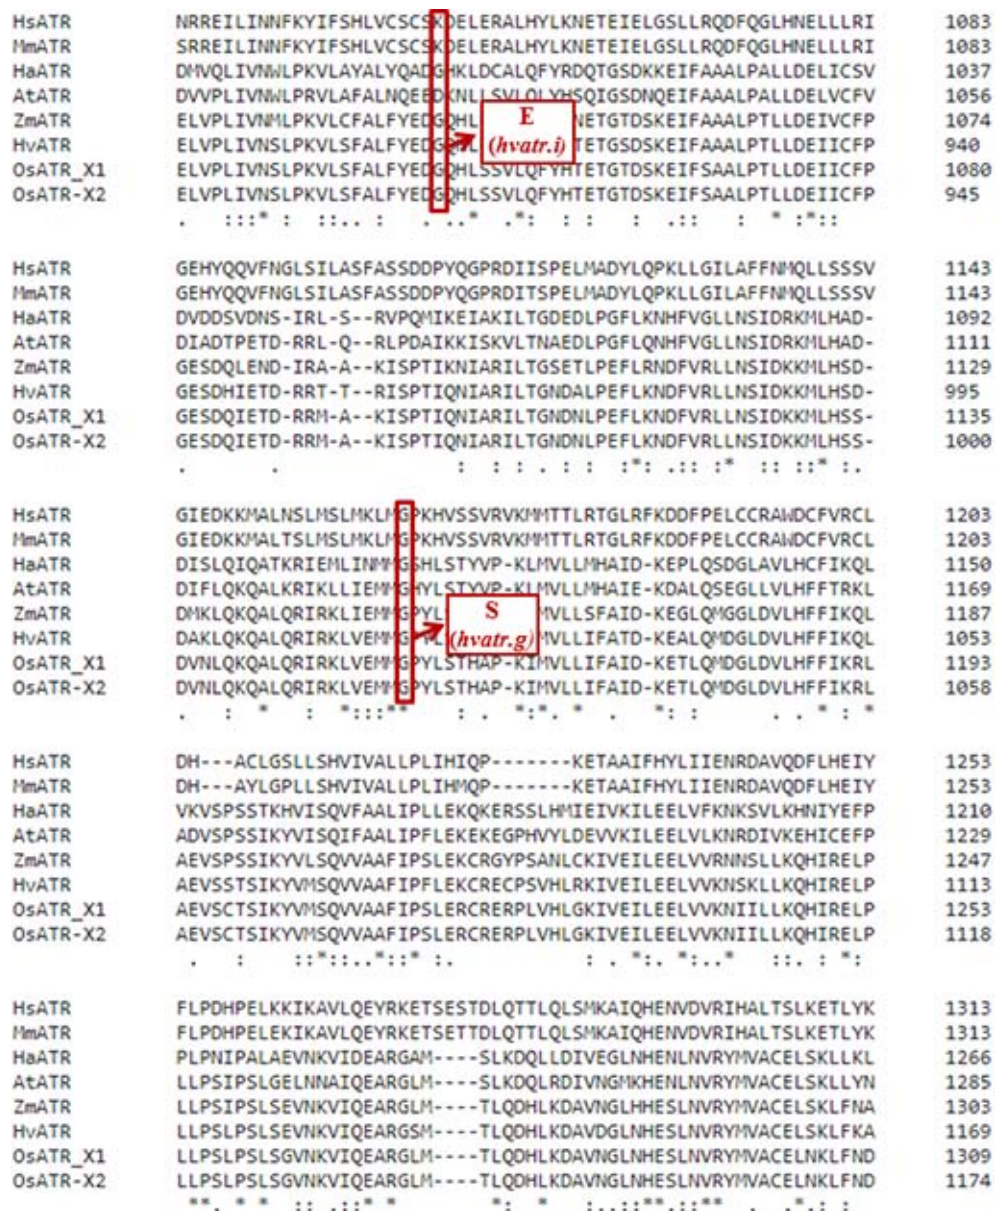 HsATR NRREILINNFKYIFSHLVCSCSKDELERALHYLKNETEIELGSLLRQDFQGLHNELLLRI 1083
MmATR SRREILINNFKYIFSHLVCSCSKDELERALHYLKNETEIELGSLLRQDFQGLHNELLLRI 1083
HaATR DMVQLIVNWLPKVLAYALYQADGHKLDCALQFYRDQTGSDKKEIFAAALPALLDELICSV 1037
AtATR DVVPLIVNWLPRVLAFALNQEEDKNLLSVLQLYHSQIGSDNQEIFAAALPALLDELVCFV 1056
ZmATR ELVPLIVNMLPKVLCFALFYEDGQHL NETGTDSKEIFAAALPTLLDEIVCFP 1074
E
HvATR ELVPLIVNSLPKVLSFALFYEDG L TETGTDSKEIFAAALPTLLDEIICFP 940
(hvatr.i)
OsATR_X1 ELVPLIVNSLPKVLSFALFYEDGQHLSSVLQFYHTETGTDSKEIFAAALPTLLDEIICFP 1080
OsATR-X2 ELVPLIVNSLPKVLSFALFYEDGQHLSSVLQFYHTETGTDSKEIFAAALPTLLDEIICFP 945
. :::* : ::.. : . ..* .*: : : .:: : * :*::
HsATR GEHYQQVFNGLSILASFASSDDPYQGPRDIISPELMADYLQPKLLGILAFFNMQLLSSSV 1143
MmATR GEHYQQVFNGLSILASFASSDDPYQGPRDITSPELMADYLQPKLLGILAFFNMQLLSSSV 1143
HaATR DVDDSVDNS-IRL-S--RVPQMIKEIAKILTGDEDLPGFLKNHFVGLLNSIDRKMLHAD- 1092
AtATR DIADTPETD-RRL-Q--RLPDAIKKISKVLTNAEDLPGFLQNHFVGLLNSIDRKMLHAD- 1111
ZmATR GESDQLEND-IRA-A--KISPTIKNIARILTGSETLPEFLRNDFVRLLNSIDKKMLHSD- 1129
HvATR GESDHIETD-RRT-T--RISPTIQNIARILTGNDALPEFLKNDFVRLLNSIDKKMLHSD- 995
OsATR_X1 GESDQIETD-RRM-A--KISPTIQNIARILTGNDNLPEFLKNDFVRLLNSIDKKMLHSS- 1135
OsATR-X2 GESDQIETD-RRM-A--KISPTIQNIARILTGNDNLPEFLKNDFVRLLNSIDKKMLHSS- 1000
. . : : : . : : :*: .:: :* :: ::* :.
HsATR GIEDKKMALNSLMSLMKLMGPKHVSSVRVKMMTTLRTGLRFKDDFPELCCRAWDCFVRCL 1203
MmATR GIEDKKMALTSLMSLMKLMGPKHVSSVRVKMMTTLRTGLRFKDDFPELCCRAWDCFVRCL 1203
HaATR DISLQIQATKRIEMLINMMGSHLSTYVP-KLMVLLMHAID-KEPLQSDGLAVLHCFIKQL 1150
AtATR DIFLQKQALKRIEKLIEMMGHYLSTYVP-KLMVLLMHAIE-KDALQSEGLLVLHFFTRKL 1169
ZmATR DMKLQKQALQRIRKLIEMMGPYL MVLLSFAID-KEGLQMGGLDVLHFFIKQL 1187
S
HvATR DAKLQKQALQRIRKLVEMMG MVLLIFATD-KEALQMDGLDVLHFFIKQL 1053
(hvatr.g)
OsATR_X1 DVNLQKQALQRIRKLVEMMGPYLSTHAP-KIMVLLIFAID-KETLQMDGLDVLHFFIKRL 1193
OsATR-X2 DVNLQKQALQRIRKLVEMMGPYLSTHAP-KIMVLLIFAID-KETLQMDGLDVLHFFIKRL 1058
. : * : *:::** : . *:*. * . *: : . . * : *
HsATR DH---ACLGSLLSHVIVALLPLIHIQP-------KETAAIFHYLIIENRDAVQDFLHEIY 1253
MmATR DH---AYLGPLLSHVIVALLPLIHMQP-------KETAAIFHYLIIENRDAVQDFLHEIY 1253
HaATR VKVSPSSTKHVISQVFAALIPLLEKQKERSSLHMIEIVKILEELVFKNKSVLKHNIYEFP 1210
AtATR ADVSPSSIKYVISQIFAALIPLLEKEKEGPHVYLDEVVKILEELVLKNRDIVKEHICEFP 1229
ZmATR AEVSPSSIKYVLSQVVAAFIPSLEKCRGYPSANLCKIVEILEELVVRNNSLLKQHIRELP 1247
HvATR AEVSSTSIKYVMSQVVAAFIPFLEKCRECPSVHLRKIVEILEELVVKNSKLLKQHIRELP 1113
OsATR_X1 AEVSCTSIKYVMSQVVAAFIPSLERCRERPLVHLGKIVEILEELVVKNIILLKQHIRELP 1253
OsATR-X2 AEVSCTSIKYVMSQVVAAFIPSLERCRERPLVHLGKIVEILEELVVKNIILLKQHIRELP 1118
. : ::*::..*::* :. : . *:. *:..* ::. : *:
HsATR FLPDHPELKKIKAVLQEYRKETSESTDLQTTLQLSMKAIQHENVDVRIHALTSLKETLYK 1313
MmATR FLPDHPELEKIKAVLQEYRKETSETTDLQTTLQLSMKAIQHENVDVRIHALTSLKETLYK 1313
HaATR PLPNIPALAEVNKVIDEARGAM----SLKDQLLDIVEGLNHENLNVRYMVACELSKLLKL 1266
AtATR LLPSIPSLGELNNAIQEARGLM----SLKDQLRDIVNGMKHENLNVRYMVACELSKLLYN 1285
ZmATR LLPSIPSLSEVNKVIQEARGLM----TLQDHLKDAVNGLHHESLNVRYMVACELSKLFNA 1303
HvATR LLPSLPSLSEVNKVIQEARGSM----TLQDHLKDAVDGLNHESLNVRYMVACELSKLFKA 1169
OsATR_X1 LLPSLPSLSGVNKVIQEARGLM----TLQDHLKDAVNGLNHESLNVRYMVACELNKLFND 1309
OsATR-X2 LLPSLPSLSGVNKVIQEARGLM----TLQDHLKDAVNGLNHESLNVRYMVACELNKLFND 1174
**. * * :: .::* * *: * :..::**.::** . .*.: :